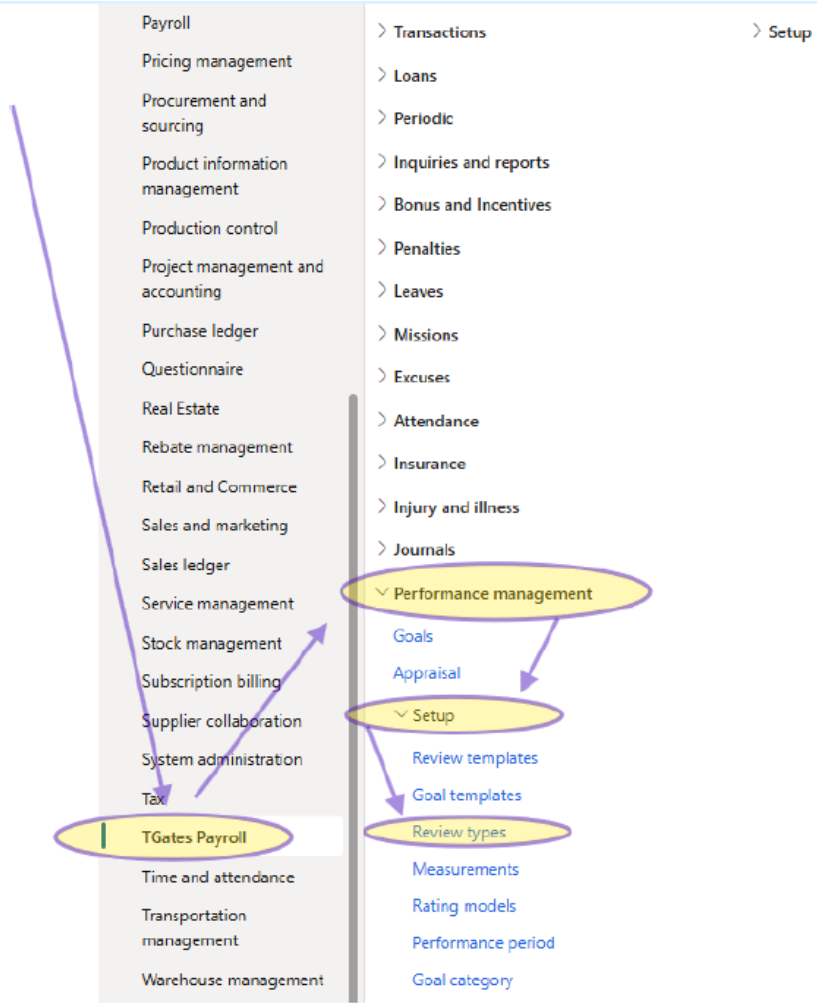 Payroll
Pricing management
Procurement and
sourcing
Product information
management
Production control
Project management and
accounting
Purchase ledger
Questionnaire
Real Estate
Rebate management
Retail and Commerce
Sales and marketing
Sales ledger
Service management
Stock management
Subscription billing
Supplier collaboration
System administration
Tax
TGates Payroll
Time and attendance
Transportation
management
Warehouse management
Transactions
Loans
Periodic
Inquiries and reports
Bonus and Incentives
Penalties
Leaves
Missions
Excuses
Attendance
Insurance
Injury and illness
Journals
Performance management
Goals
Appraisal
Setup
Review templates
Goal templates
Review types
Measurements
Rating models
Performance period
Goal category
Setup